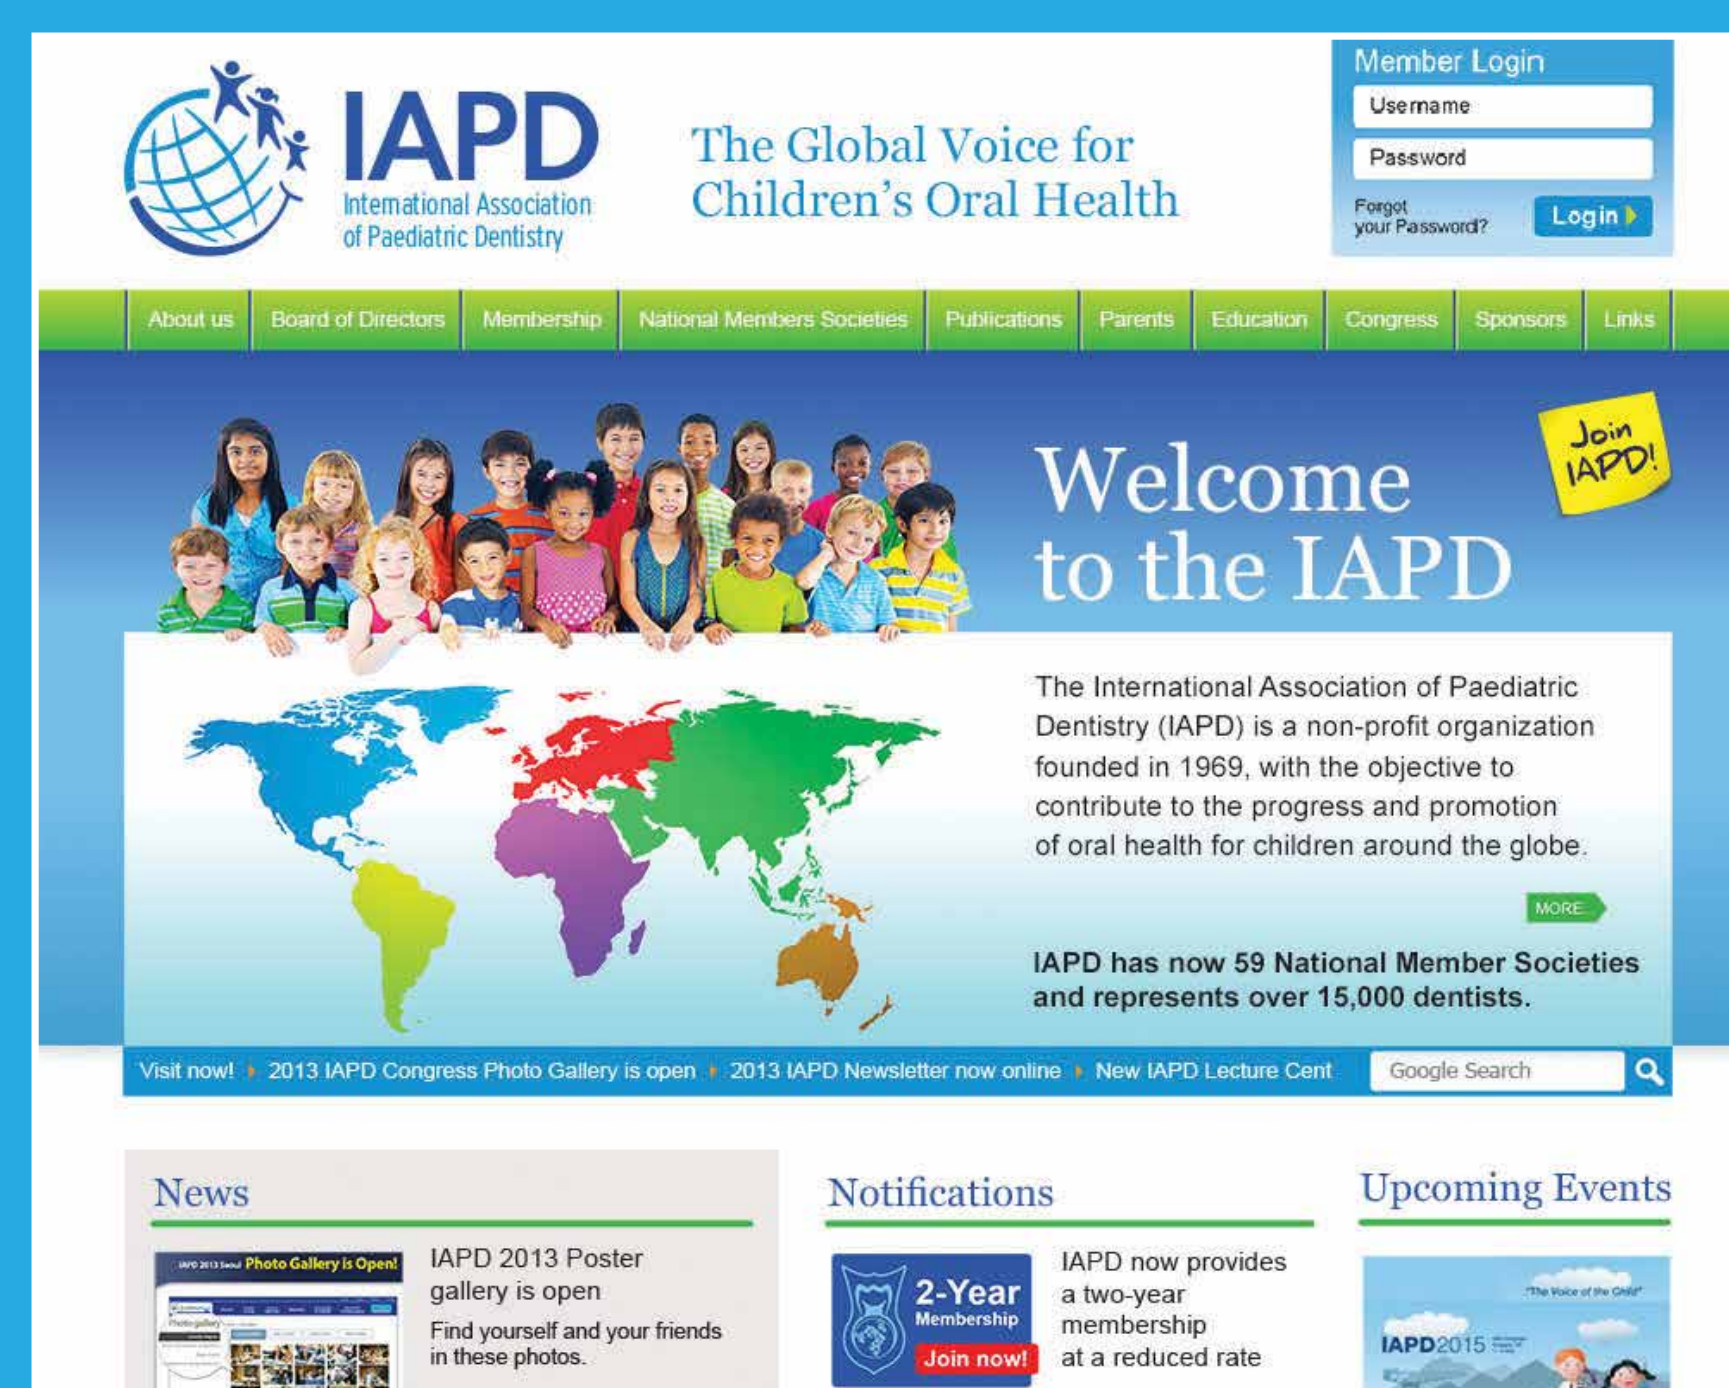 IAPD
International Association
of Paediatric Dentistry
The Global Voice for
Children's Oral Health
Member Login
Username
Password
Forgot
your Password?
Login
About us
Board of Directors
Membership
National Members Societies
Publications
Parents
Education
Congress
Sponsors
Links
Join
IAPD!
Welcome
to the IAPD
The International Association of Paediatric
Dentistry (IAPD) is a non-profit organization
founded in 1969, with the objective to
contribute to the progress and promotion
of oral health for children around the globe.
MORE
IAPD has now 59 National Member Societies
and represents over 15,000 dentists.
Visit now! 2013 IAPD Congress Photo Gallery is open 2013 IAPD Newsletter now online New IAPD Lecture Cent
Google Search
News
IAPD 2013 Seoul Photo Gallery is Open!
Photo gallery
IAPD 2013 Poster
gallery is open
Find yourself and your friends
in these photos.
Notifications
2-Year
Membership
Join now!
IAPD now provides
a two-year
membership
at a reduced rate
Upcoming Events
"The Voice of the Child"
IAPD2015